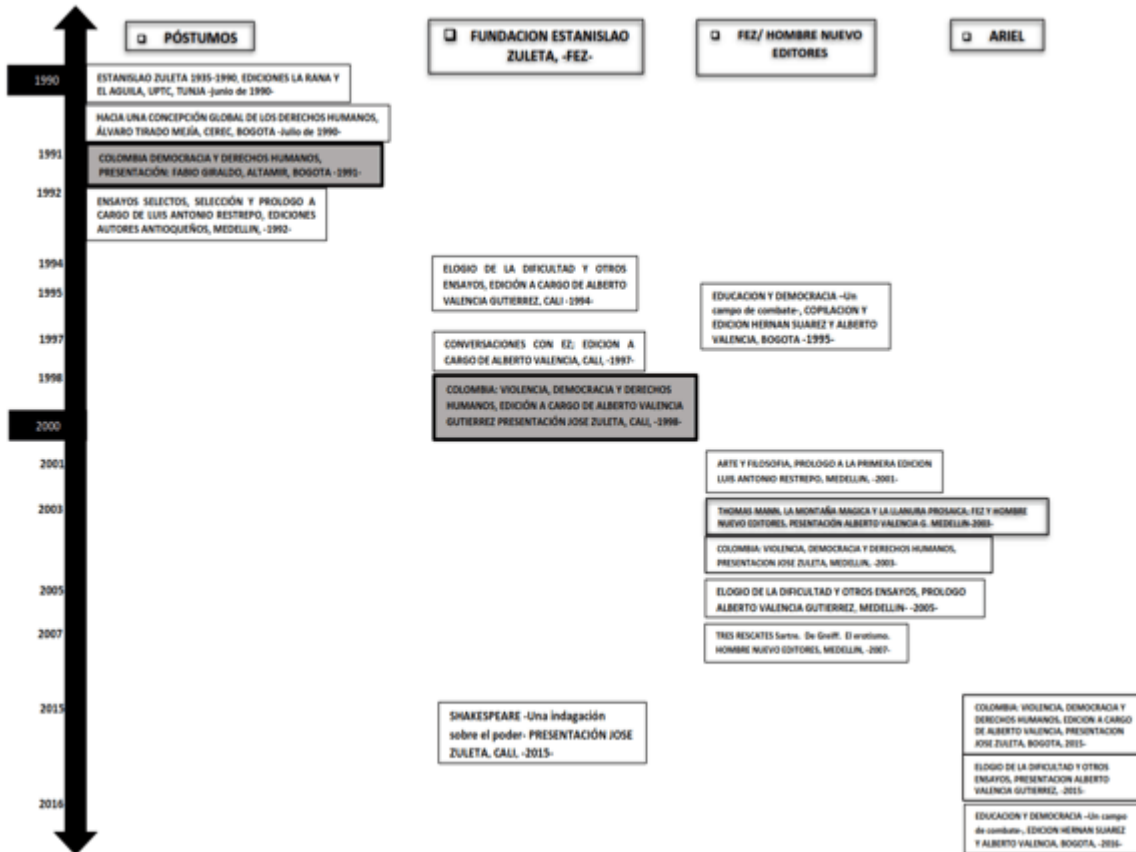 ❑ PÓSTUMOS
❑ FUNDACION ESTANISLAO
ZULETA, -FEZ-
❑ FEZ/ HOMBRE NUEVO
EDITORES
❑ ARIEL
1990
ESTANISLAO ZULETA 1935-1990, EDICIONES LA RANA Y
EL AGUILA, UPTC, TUNJA -junio de 1990-
HACIA UNA CONCEPCIÓN GLOBAL DE LOS DERECHOS HUMANOS,
ÁLVARO TIRADO MEJÍA, CEREC, BOGOTA -Julio de 1990-
1991
COLOMBIA DEMOCRACIA Y DERECHOS HUMANOS,
PRESENTACIÓN: FABIO GIRALDO, ALTAMIR, BOGOTA -1991-
1992
ENSAYOS SELECTOS, SELECCIÓN Y PROLOGO A
CARGO DE LUIS ANTONIO RESTREPO, EDICIONES
AUTORES ANTIOQUEÑOS, MEDELLIN, -1992-
1994
ELOGIO DE LA DIFICULTAD Y OTROS
ENSAYOS, EDICIÓN A CARGO DE ALBERTO
VALENCIA GUTIERREZ, CALI -1994-
1995
EDUCACION Y DEMOCRACIA –Un
campo de combate-, COPILACION Y
EDICION HERNAN SUAREZ Y ALBERTO
VALENCIA, BOGOTA -1995-
1997
CONVERSACIONES CON EZ; EDICION A
CARGO DE ALBERTO VALENCIA, CALI, -1997-
1998
COLOMBIA: VIOLENCIA, DEMOCRACIA Y DERECHOS
HUMANOS, EDICIÓN A CARGO DE ALBERTO VALENCIA
GUTIERREZ PRESENTACIÓN JOSE ZULETA, CALI, -1998-
2000
2001
ARTE Y FILOSOFIA, PROLOGO A LA PRIMERA EDICION
LUIS ANTONIO RESTREPO, MEDELLIN, -2001-
2003
THOMAS MANN, LA MONTAÑA MAGICA Y LA LLANURA PROSAICA; FEZ Y HOMBRE
NUEVO EDITORES, PESENTACIÓN ALBERTO VALENCIA G. MEDELLIN-2003-
COLOMBIA: VIOLENCIA, DEMOCRACIA Y DERECHOS HUMANOS,
PRESENTACION JOSE ZULETA, MEDELLIN, -2003-
2005
ELOGIO DE LA DIFICULTAD Y OTROS ENSAYOS, PROLOGO
ALBERTO VALENCIA GUTIERREZ, MEDELLIN- -2005-
2007
TRES RESCATES Sartre. De Greiff. El erotismo.
HOMBRE NUEVO EDITORES, MEDELLIN, -2007-
2015
SHAKESPEARE -Una indagación
sobre el poder- PRESENTACIÓN JOSE
ZULETA, CALI, -2015-
COLOMBIA: VIOLENCIA, DEMOCRACIA Y
DERECHOS HUMANOS, EDICION A CARGO
DE ALBERTO VALENCIA, PRESENTACION
JOSE ZULETA, BOGOTA, 2015-
ELOGIO DE LA DIFICULTAD Y OTROS
ENSAYOS, PRESENTACION ALBERTO
VALENCIA GUTIERREZ, -2015-
2016
EDUCACION Y DEMOCRACIA –Un campo
de combate-, EDICION HERNAN SUAREZ
Y ALBERTO VALENCIA, BOGOTA, -2016-